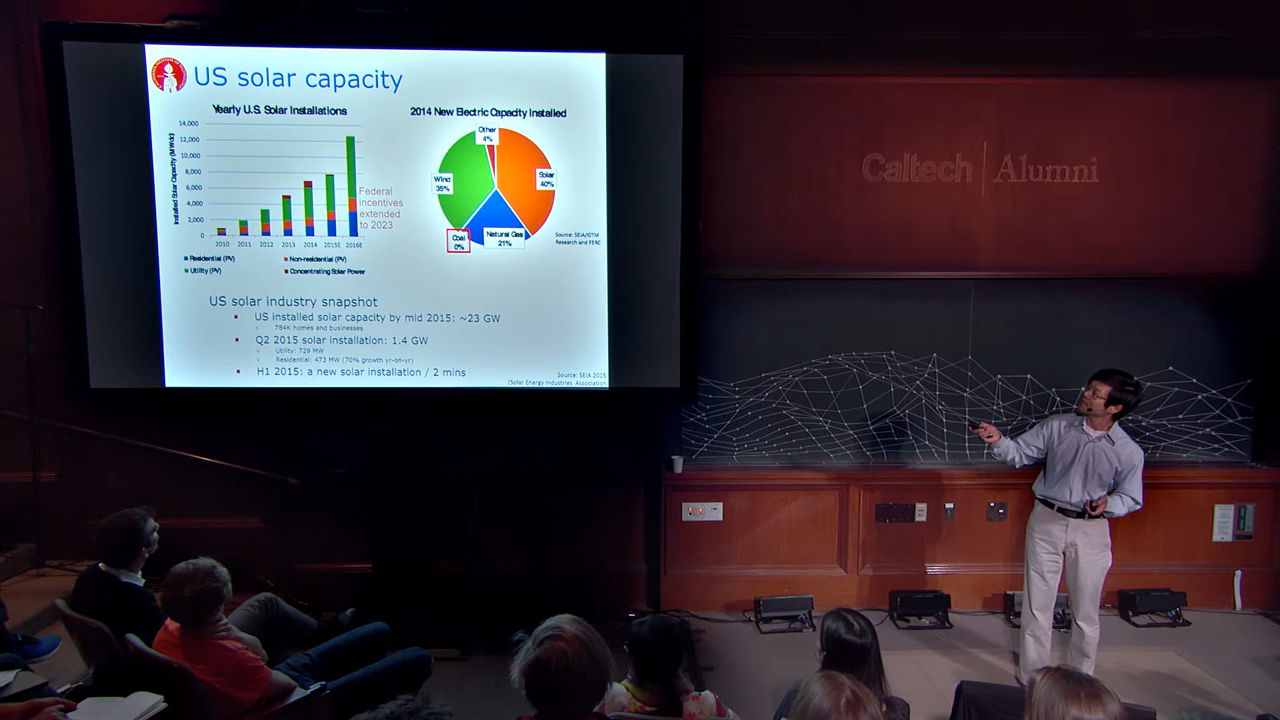 US solar capacity
Yearly U.S. Solar Installations
Installed Solar Capacity (MWdc)
14,000
12,000
10,000
8,000
6,000
4,000
2,000
0
2010 2011 2012 2013 2014 2015E 2016E
Federal
incentives
extended
to 2023
Residential (PV)
Non-residential (PV)
Utility (PV)
Concentrating Solar Power
2014 New Electric Capacity Installed
Other
4%
Solar
40%
Wind
35%
Coal
0%
Natural Gas
21%
Source: SEIA/GTM
Research and FERC
US solar industry snapshot
US installed solar capacity by mid 2015: ~23 GW
784K homes and businesses
Q2 2015 solar installation: 1.4 GW
Utility: 729 MW
Residential: 473 MW (70% growth yr-on-yr)
H1 2015: a new solar installation / 2 mins
Source: SEIA 2015
(Solar Energy Industries Association
Caltech | Alumni